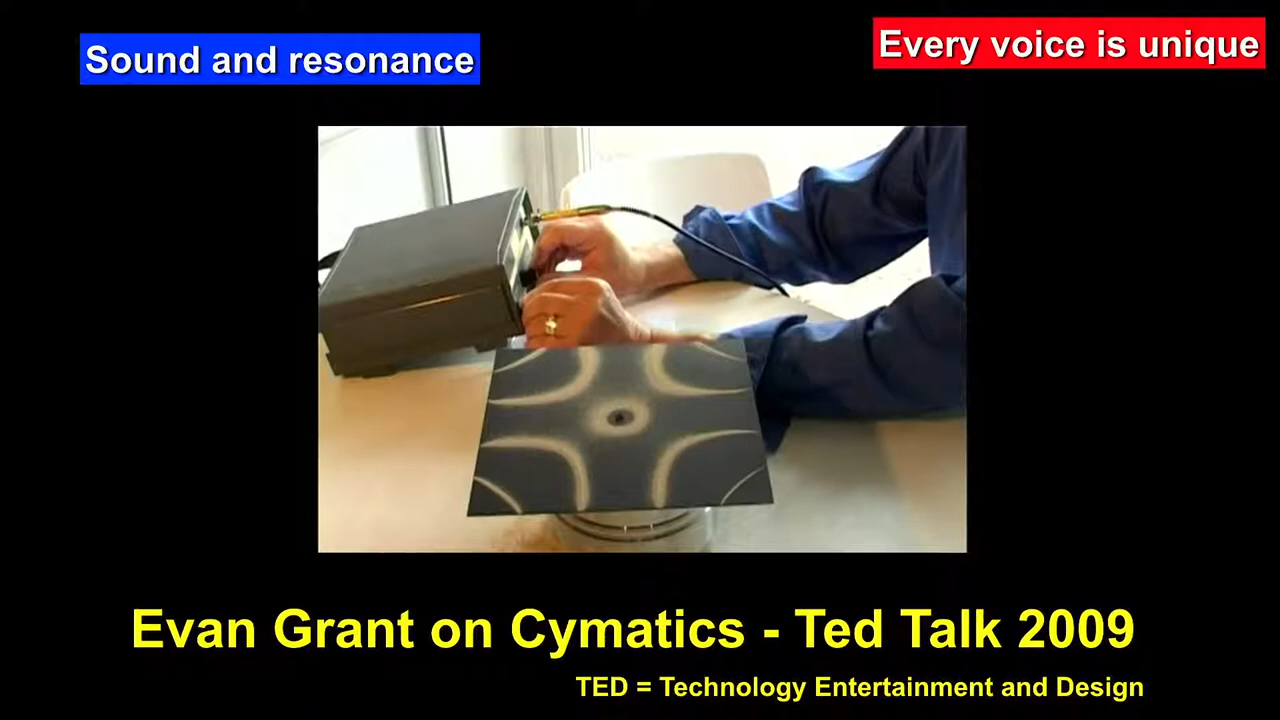 Sound and resonance
Every voice is unique
Evan Grant on Cymatics - Ted Talk 2009
TED = Technology Entertainment and Design